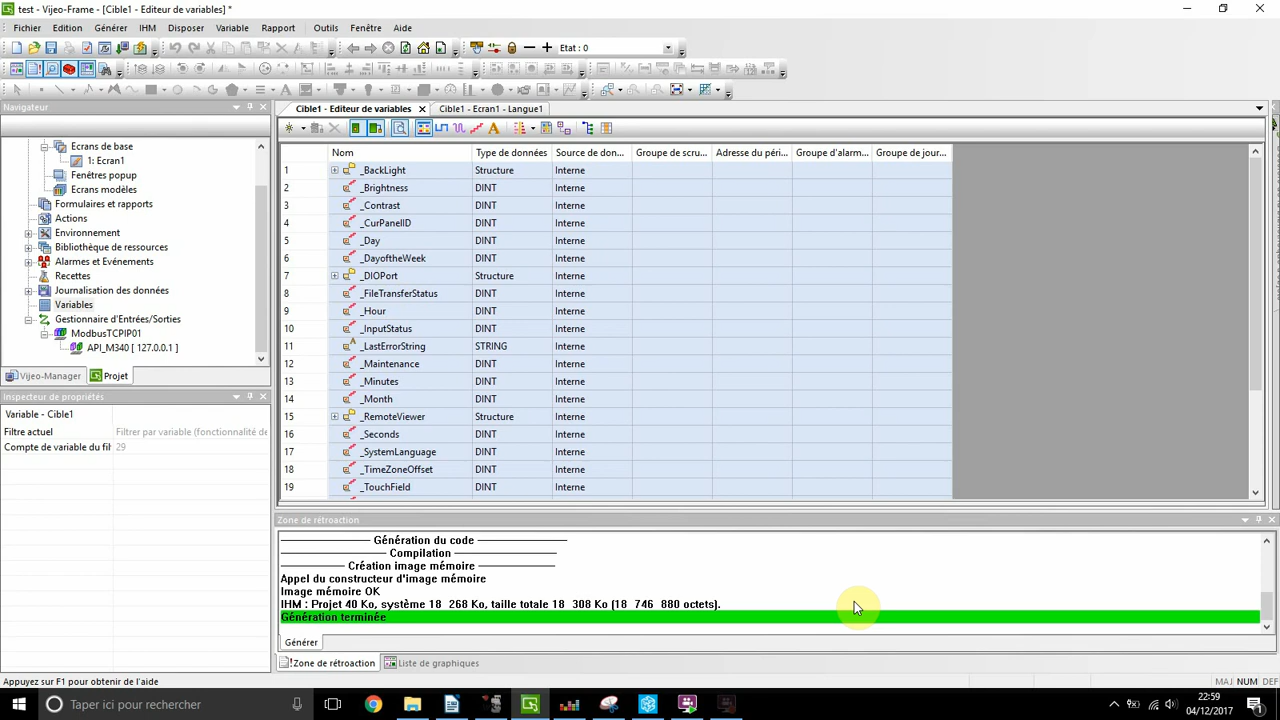 test - Vijeo-Frame - [Cible1 - Editeur de variables] *
Fichier Edition Générer IHM Disposer Variable Rapport Outils Fenêtre Aide
Etat : 0
Navigateur
Ecrans de base
1: Ecran1
Fenêtres popup
Ecrans modèles
Formulaires et rapports
Actions
Environnement
Bibliothèque de ressources
Alarmes et Evénements
Recettes
Journalisation des données
Variables
Gestionnaire d'Entrées/Sorties
ModbusTCPIP01
API_M340 [ 127.0.0.1 ]
Vijeo-Manager Projet
Inspecteur de propriétés
Variable - Cible1
Filtre actuel Filtrer par variable (fonctionnalité de
Compte de variable du fil 29
Cible1 - Editeur de variables Cible1 - Ecran1 - Langue1
Nom Type de données Source de don... Groupe de scru... Adresse du péri... Groupe d'alarm... Groupe de jour...
1 _BackLight Structure Interne
2 _Brightness DINT Interne
3 _Contrast DINT Interne
4 _CurPanelID DINT Interne
5 _Day DINT Interne
6 _DayoftheWeek DINT Interne
7 _DIOPort Structure Interne
8 _FileTransferStatus DINT Interne
9 _Hour DINT Interne
10 _InputStatus DINT Interne
11 _LastErrorString STRING Interne
12 _Maintenance DINT Interne
13 _Minutes DINT Interne
14 _Month DINT Interne
15 _RemoteViewer Structure Interne
16 _Seconds DINT Interne
17 _SystemLanguage DINT Interne
18 _TimeZoneOffset DINT Interne
19 _TouchField DINT Interne
Zone de rétroaction
Génération du code
Compilation
Création image mémoire
Appel du constructeur d'image mémoire
Image mémoire OK
IHM : Projet 40 Ko, système 18 268 Ko, taille totale 18 308 Ko (18 746 880 octets).
Génération terminée
Générer
Zone de rétroaction Liste de graphiques
Appuyez sur F1 pour obtenir de l'aide
MAJ NUM DEF
Taper ici pour rechercher
22:59
04/12/2017